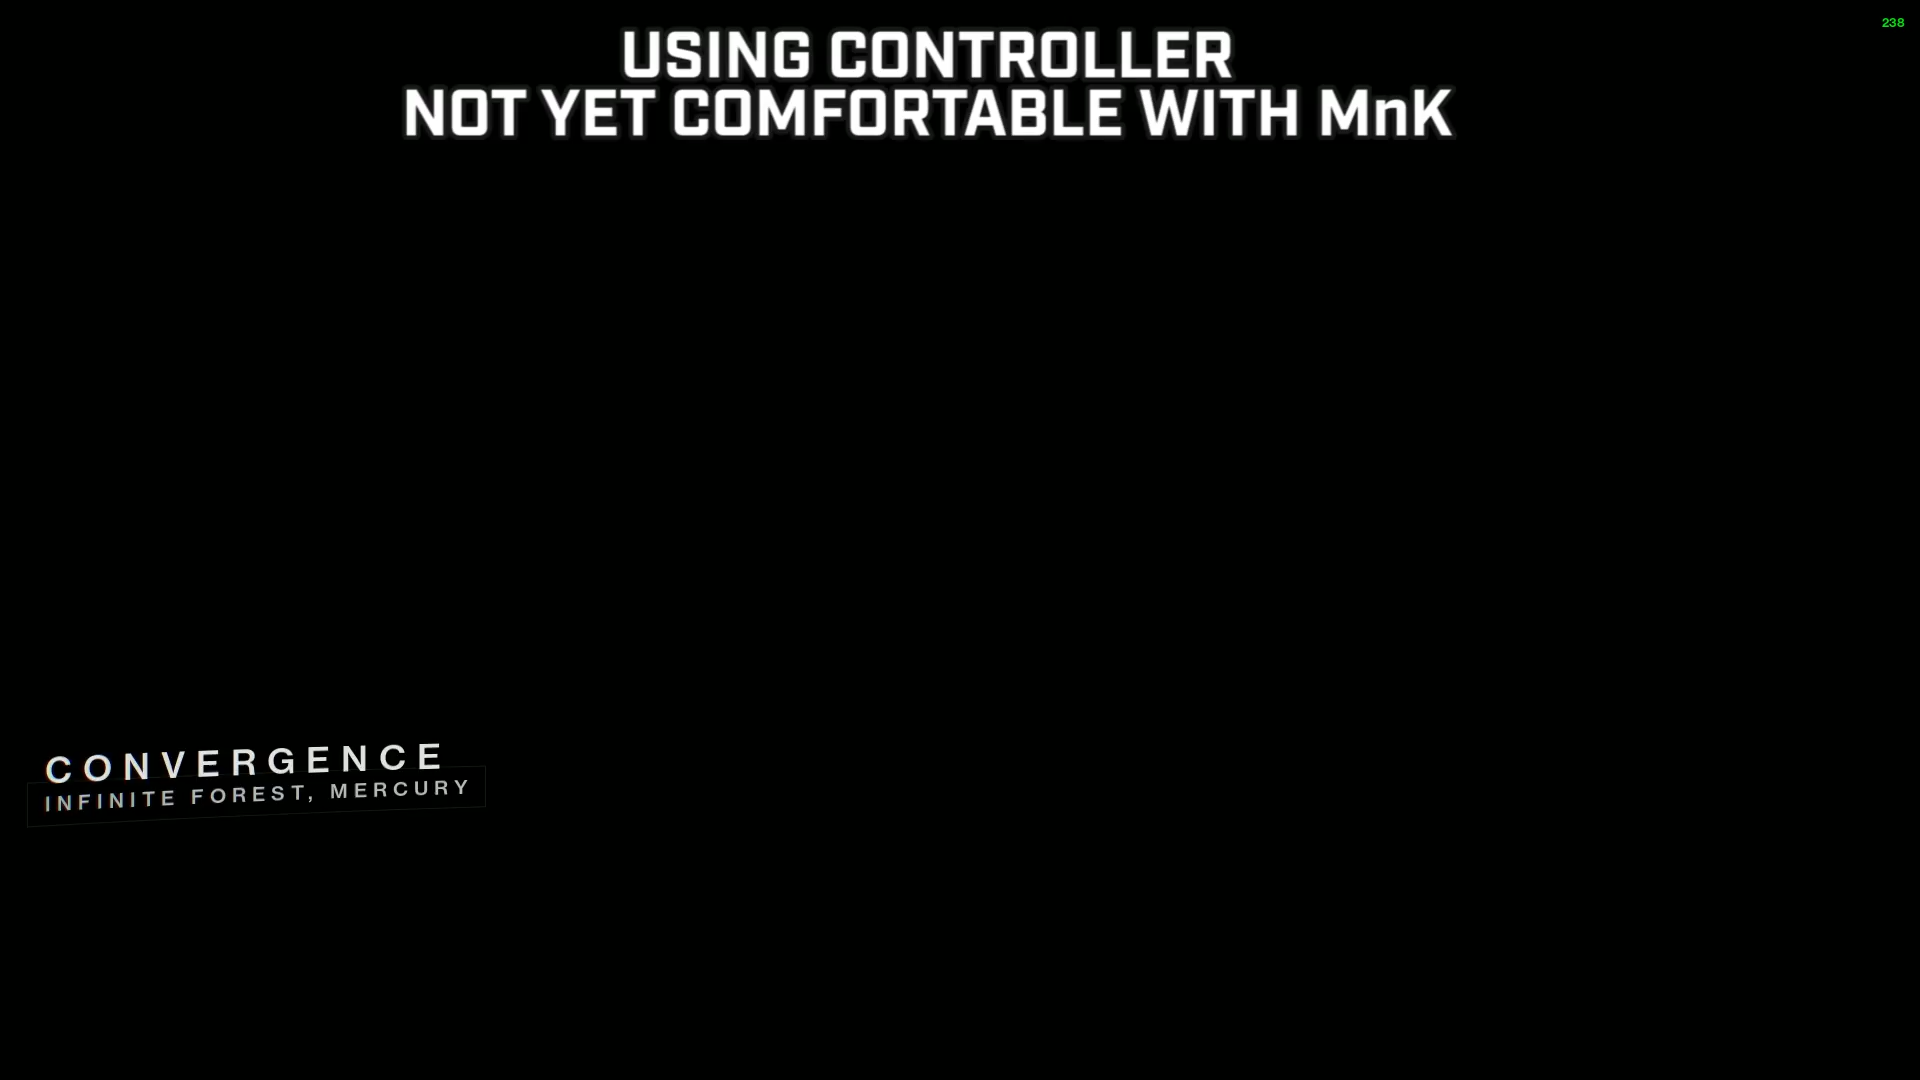 238
USING CONTROLLER
NOT YET COMFORTABLE WITH MnK
CONVERGENCE
INFINITE FOREST, MERCURY